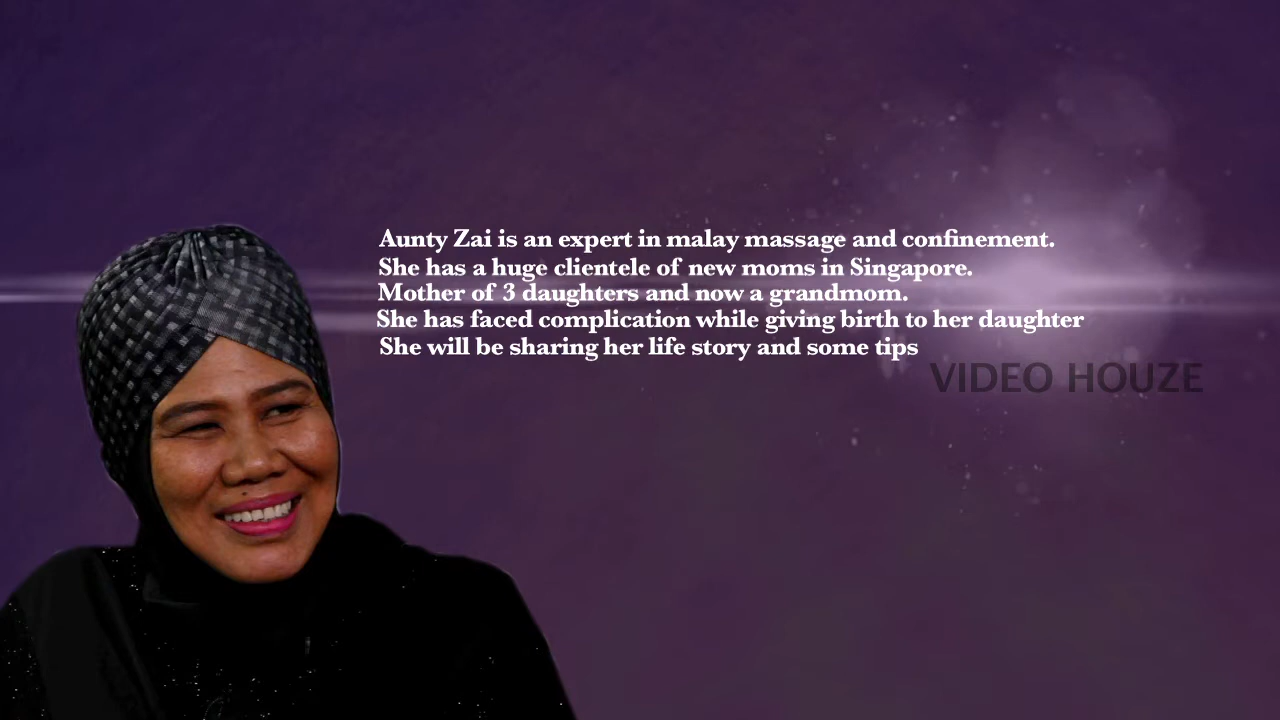 Aunty Zai is an expert in malay massage and confinement.
She has a huge clientele of new moms in Singapore.
Mother of 3 daughters and now a grandmom.
She has faced complication while giving birth to her daughter
She will be sharing her life story and some tips
VIDEO HOUZE